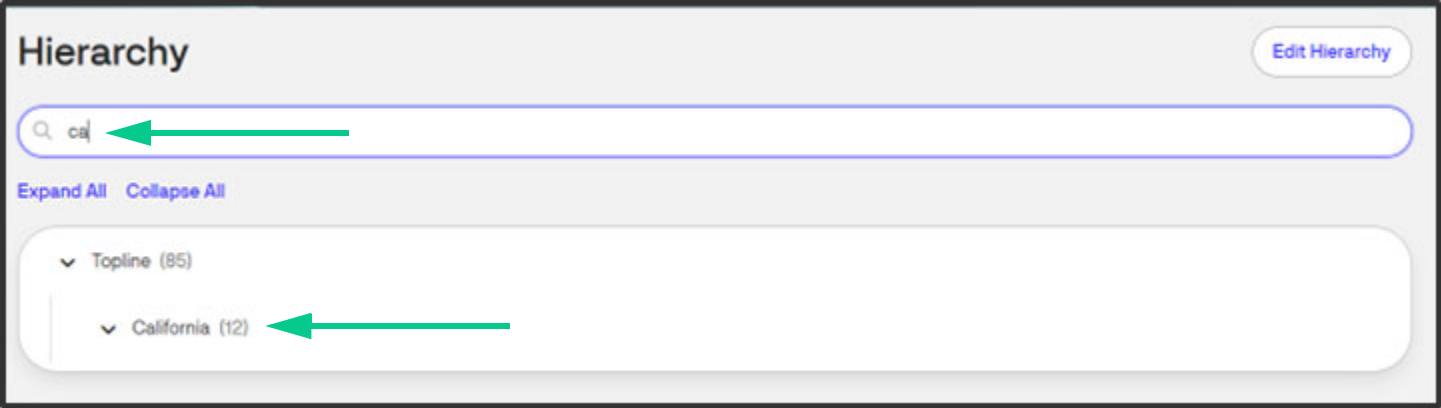 Hierarchy
Edit Hierarchy
ca
Expand All Collapse All
Topline (85)
California (12)